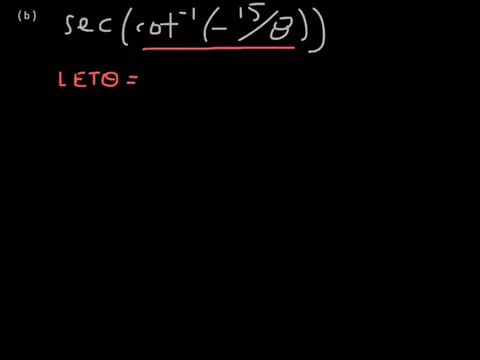 (b) sec(cot⁻¹(-15/8))
LET θ =